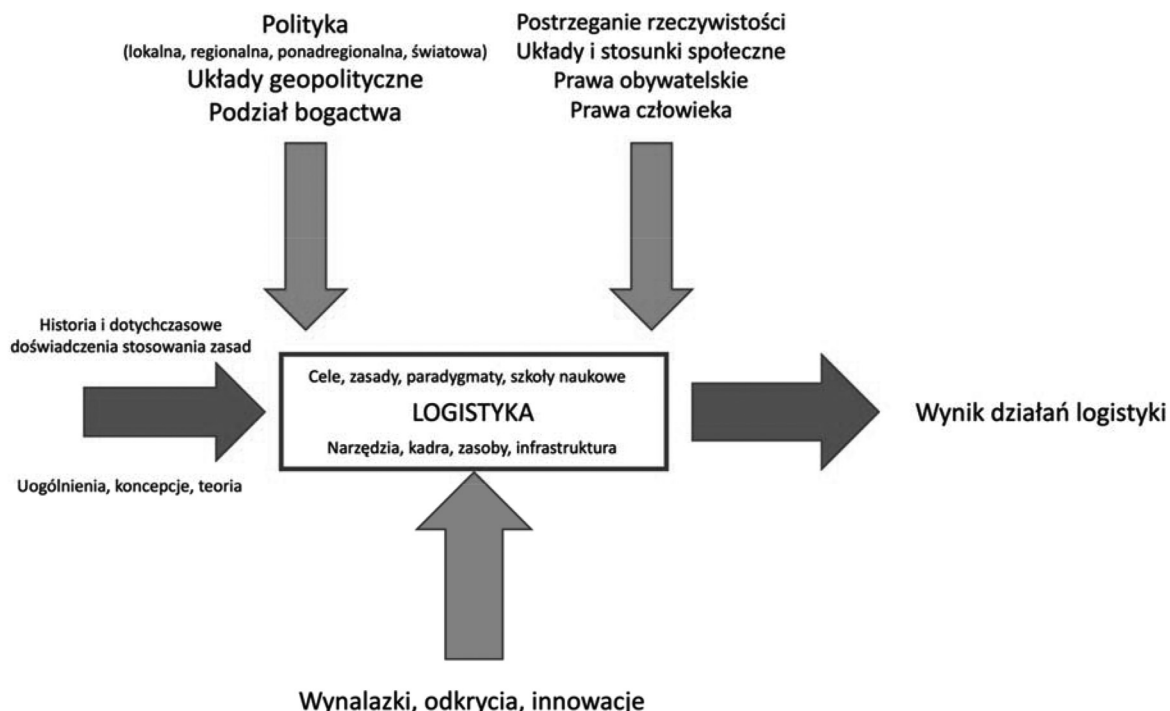 Polityka
(lokalna, regionalna, ponadregionalna, światowa)
Układy geopolityczne
Podział bogactwa
Postrzeganie rzeczywistości
Układy i stosunki społeczne
Prawa obywatelskie
Prawa człowieka
Historia i dotychczasowe
doświadczenia stosowania zasad
Uogólnienia, koncepcje, teoria
Cele, zasady, paradygmaty, szkoły naukowe
LOGISTYKA
Narzędzia, kadra, zasoby, infrastruktura
Wynik działań logistyki
Wynalazki, odkrycia, innowacje